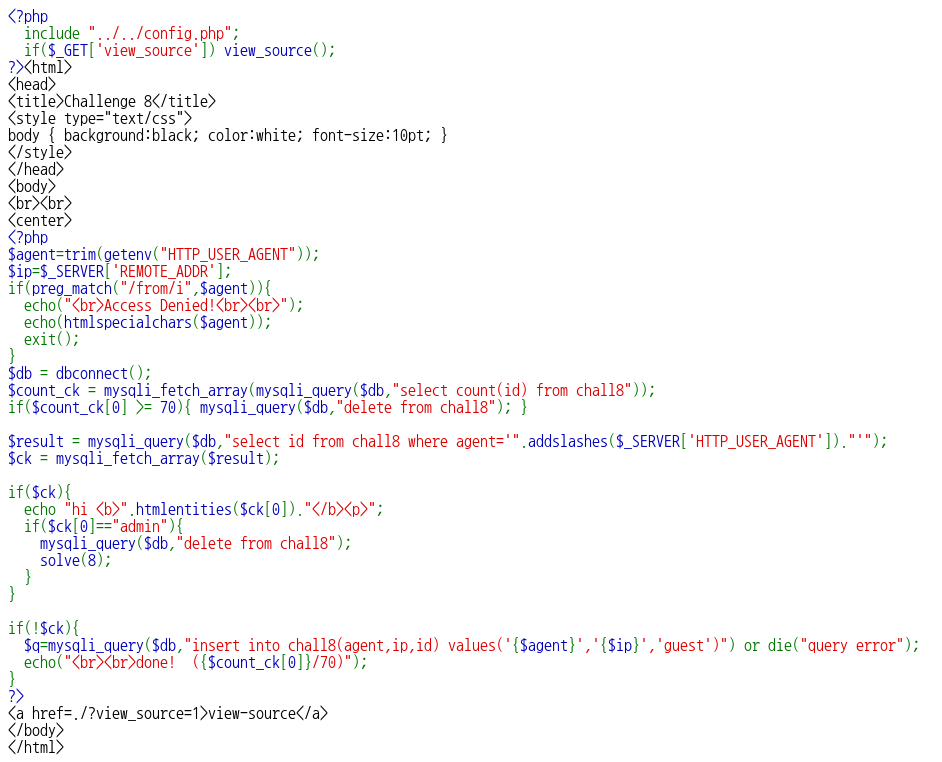 <?php
  include "../../config.php";
  if($_GET['view_source']) view_source();
?><html>
<head>
<title>Challenge 8</title>
<style type="text/css">
body { background:black; color:white; font-size:10pt; }
</style>
</head>
<body>
<br><br>
<center>
<?php
$agent=trim(getenv("HTTP_USER_AGENT"));
$ip=$_SERVER['REMOTE_ADDR'];
if(preg_match("/from/i",$agent)){
  echo("<br>Access Denied!<br><br>");
  echo(htmlspecialchars($agent));
  exit();
}
$db = dbconnect();
$count_ck = mysqli_fetch_array(mysqli_query($db,"select count(id) from chall8"));
if($count_ck[0] >= 70){ mysqli_query($db,"delete from chall8"); }

$result = mysqli_query($db,"select id from chall8 where agent='".addslashes($_SERVER['HTTP_USER_AGENT'])."'");
$ck = mysqli_fetch_array($result);

if($ck){
  echo "hi <b>".htmlentities($ck[0])."</b><p>";
  if($ck[0]=="admin"){
    mysqli_query($db,"delete from chall8");
    solve(8);
  }
}

if(!$ck){
  $q=mysqli_query($db,"insert into chall8(agent,ip,id) values('{$agent}','{$ip}','guest')") or die("query error");
  echo("<br><br>done!  ({$count_ck[0]}/70)");
}
?>
<a href=./?view_source=1>view-source</a>
</body>
</html>